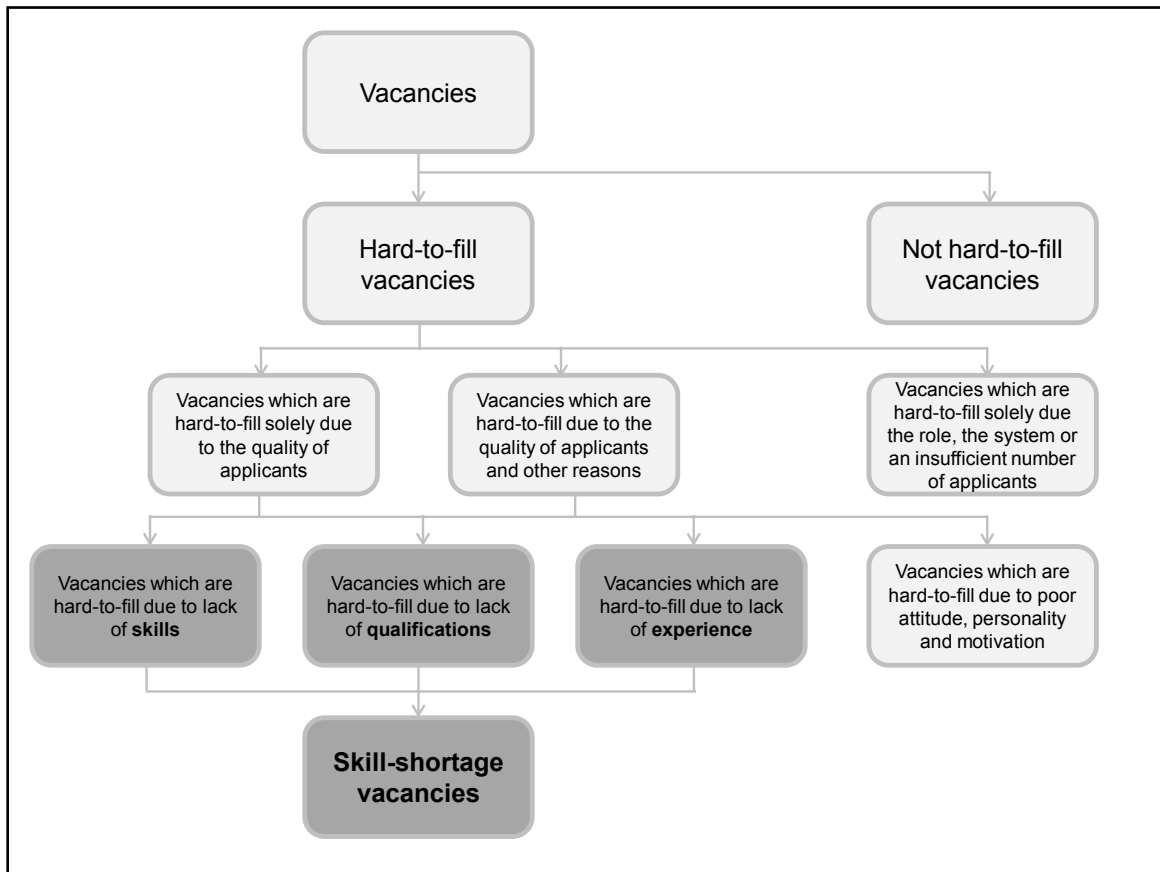 Vacancies
Hard-to-fill
vacancies
Not hard-to-fill
vacancies
Vacancies which are
hard-to-fill solely due
to the quality of
applicants
Vacancies which are
hard-to-fill due to the
quality of applicants
and other reasons
Vacancies which are
hard-to-fill solely due
the role, the system or
an insufficient number
of applicants
Vacancies which are
hard-to-fill due to lack
of skills
Vacancies which are
hard-to-fill due to lack
of qualifications
Vacancies which are
hard-to-fill due to lack
of experience
Vacancies which are
hard-to-fill due to poor
attitude, personality
and motivation
Skill-shortage
vacancies